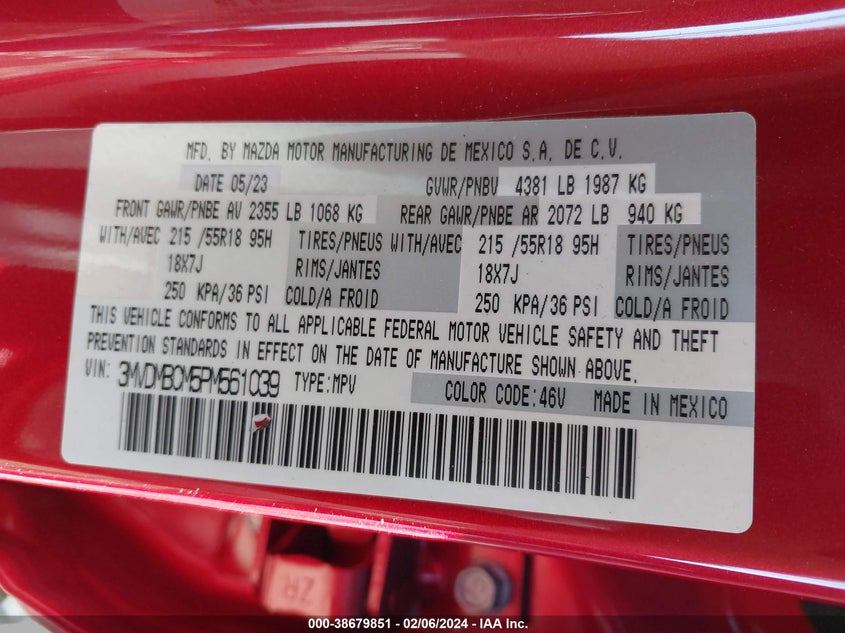 MFD. BY MAZDA MOTOR MANUFACTURING DE MEXICO S.A. DE C.V.
DATE 05/23 GVWR/PNBV 4381 LB 1987 KG
FRONT GAWR/PNBE AV 2355 LB 1068 KG REAR GAWR/PNBE AR 2072 LB 940 KG
WITH/AVEC 215 /55R18 95H TIRES/PNEUS WITH/AVEC 215 /55R18 95H TIRES/PNEUS
18X7J RIMS/JANTES 18X7J RIMS/JANTES
250 KPA/36 PSI COLD/A FROID 250 KPA/36 PSI COLD/A FROID
THIS VEHICLE CONFORMS TO ALL APPLICABLE FEDERAL MOTOR VEHICLE SAFETY AND THEFT
PREVENTION STANDARDS IN EFFECT ON THE DATE OF MANUFACTURE SHOWN ABOVE.
VIN: 3MVDMBCM5PM561039 TYPE:MPV COLOR CODE:46V MADE IN MEXICO
ZR
000-38679851 - 02/06/2024 - IAA Inc.